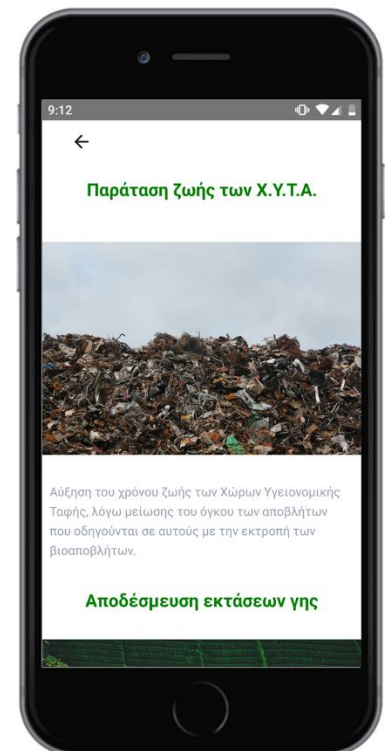 9:12
Παράταση ζωής των Χ.Υ.Τ.Α.
Αύξηση του χρόνου ζωής των Χώρων Υγειονομικής
Ταφής, λόγω μείωσης του όγκου των αποβλήτων
που οδηγούνται σε αυτούς με την εκτροπή των
βιοαποβλήτων.
Αποδέσμευση εκτάσεων γης